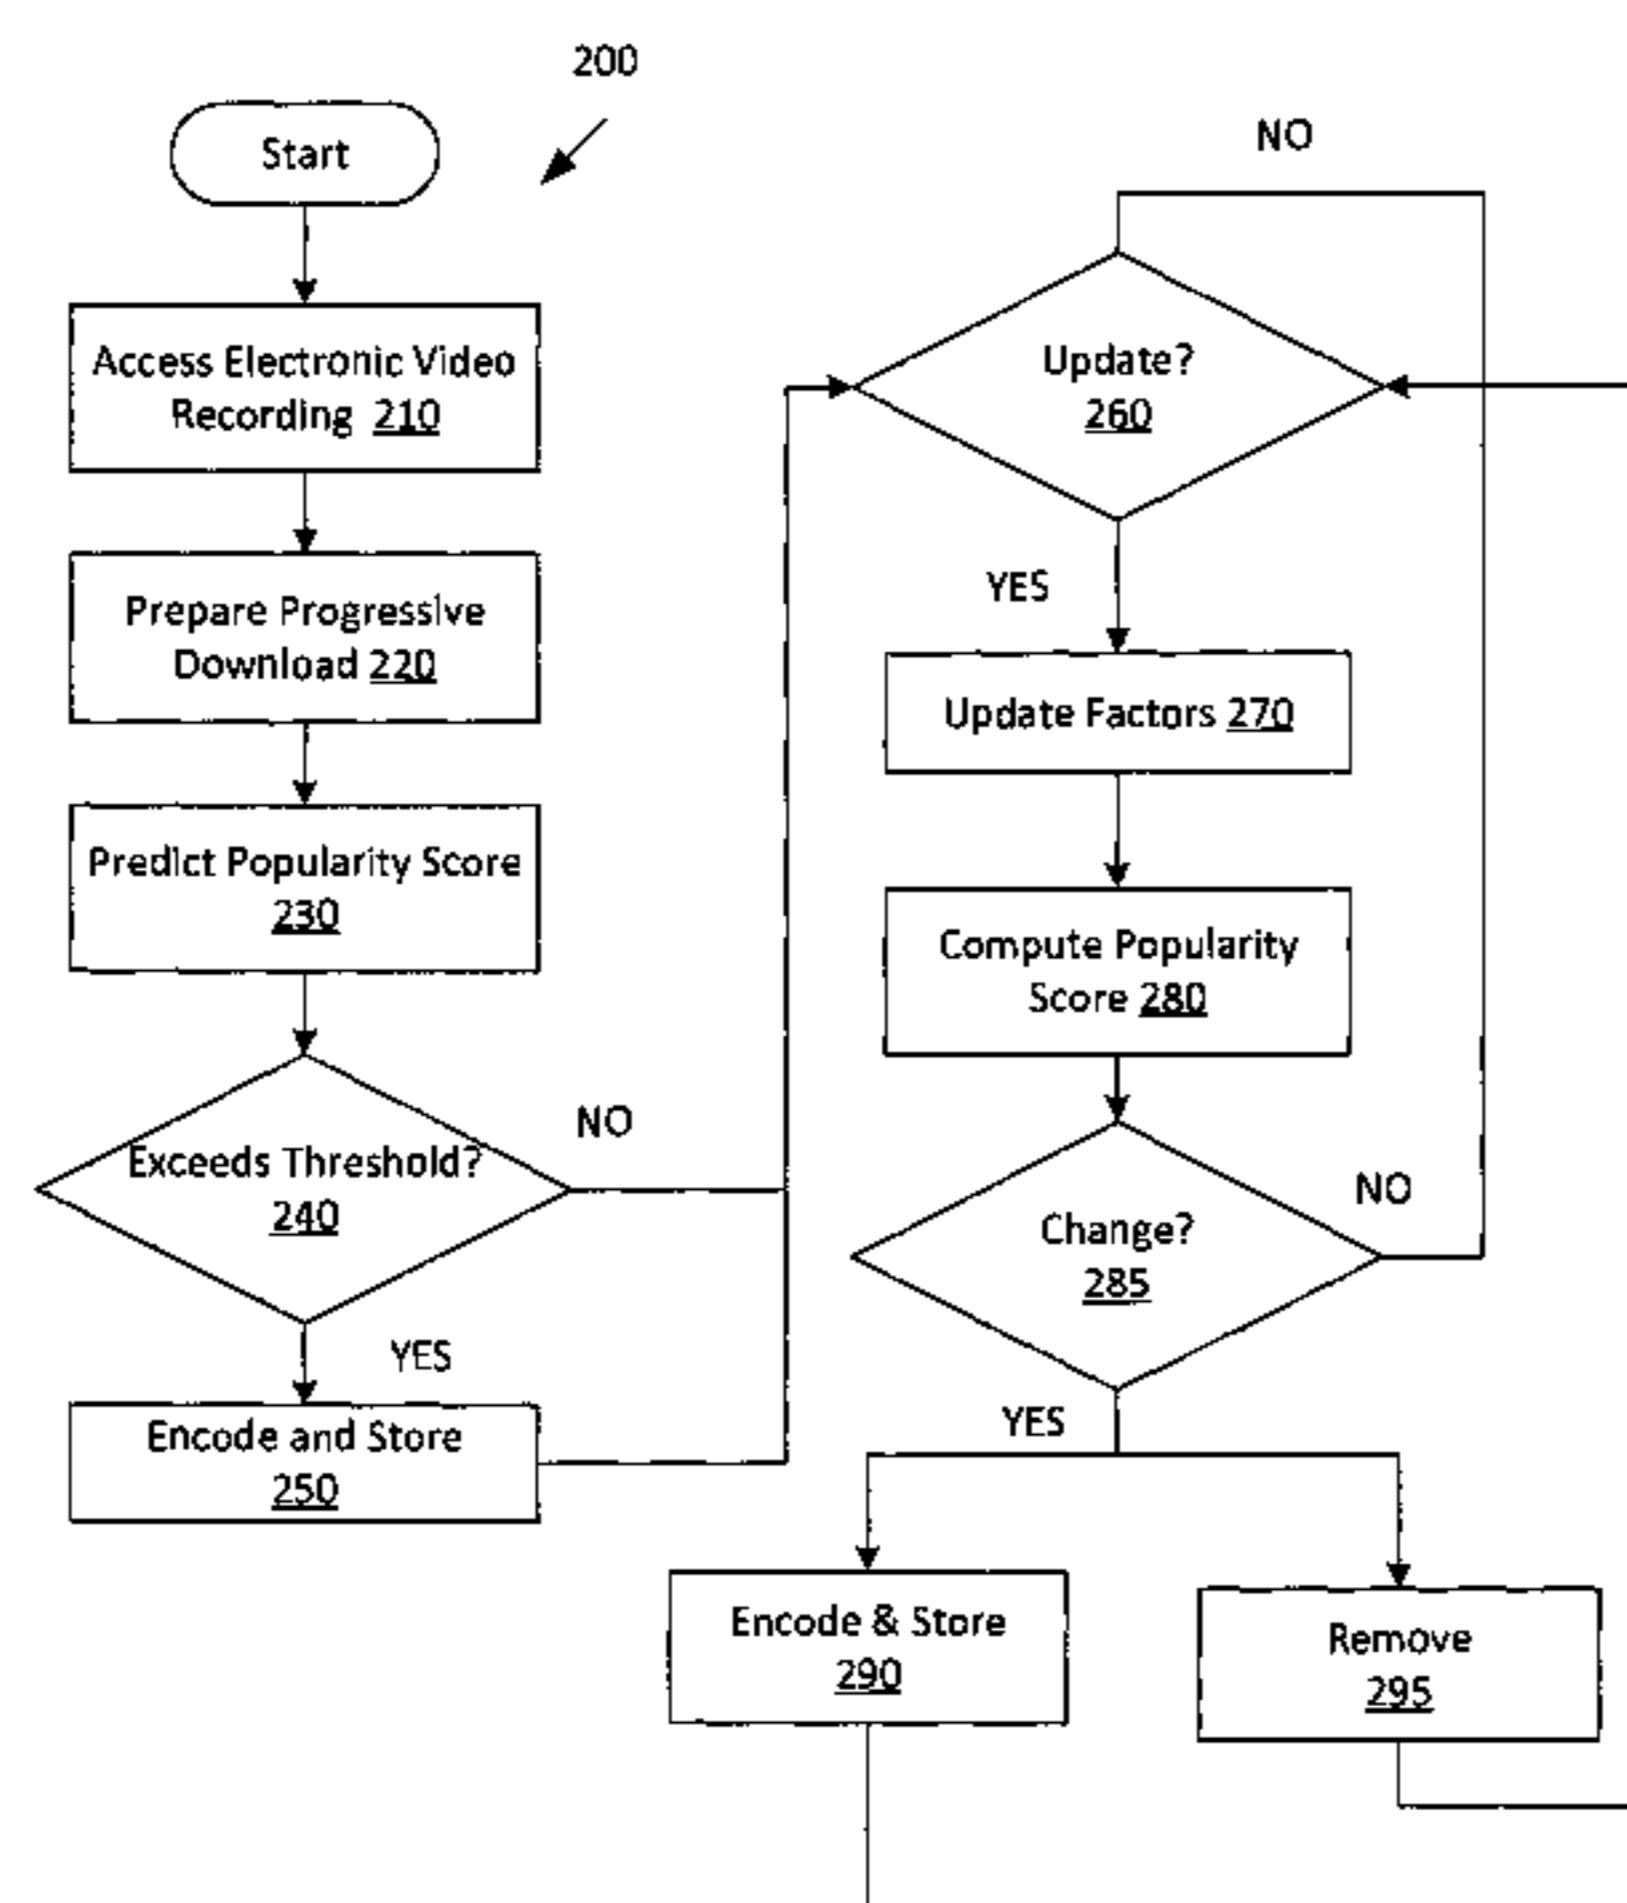 200
Start
Access Electronic Video
Recording 210
Prepare Progressive
Download 220
Predict Popularity Score
230
Exceeds Threshold?
240
NO
YES
Encode and Store
250
NO
Update?
260
YES
Update Factors 270
Compute Popularity
Score 280
Change?
285
NO
YES
Encode & Store
290
Remove
295